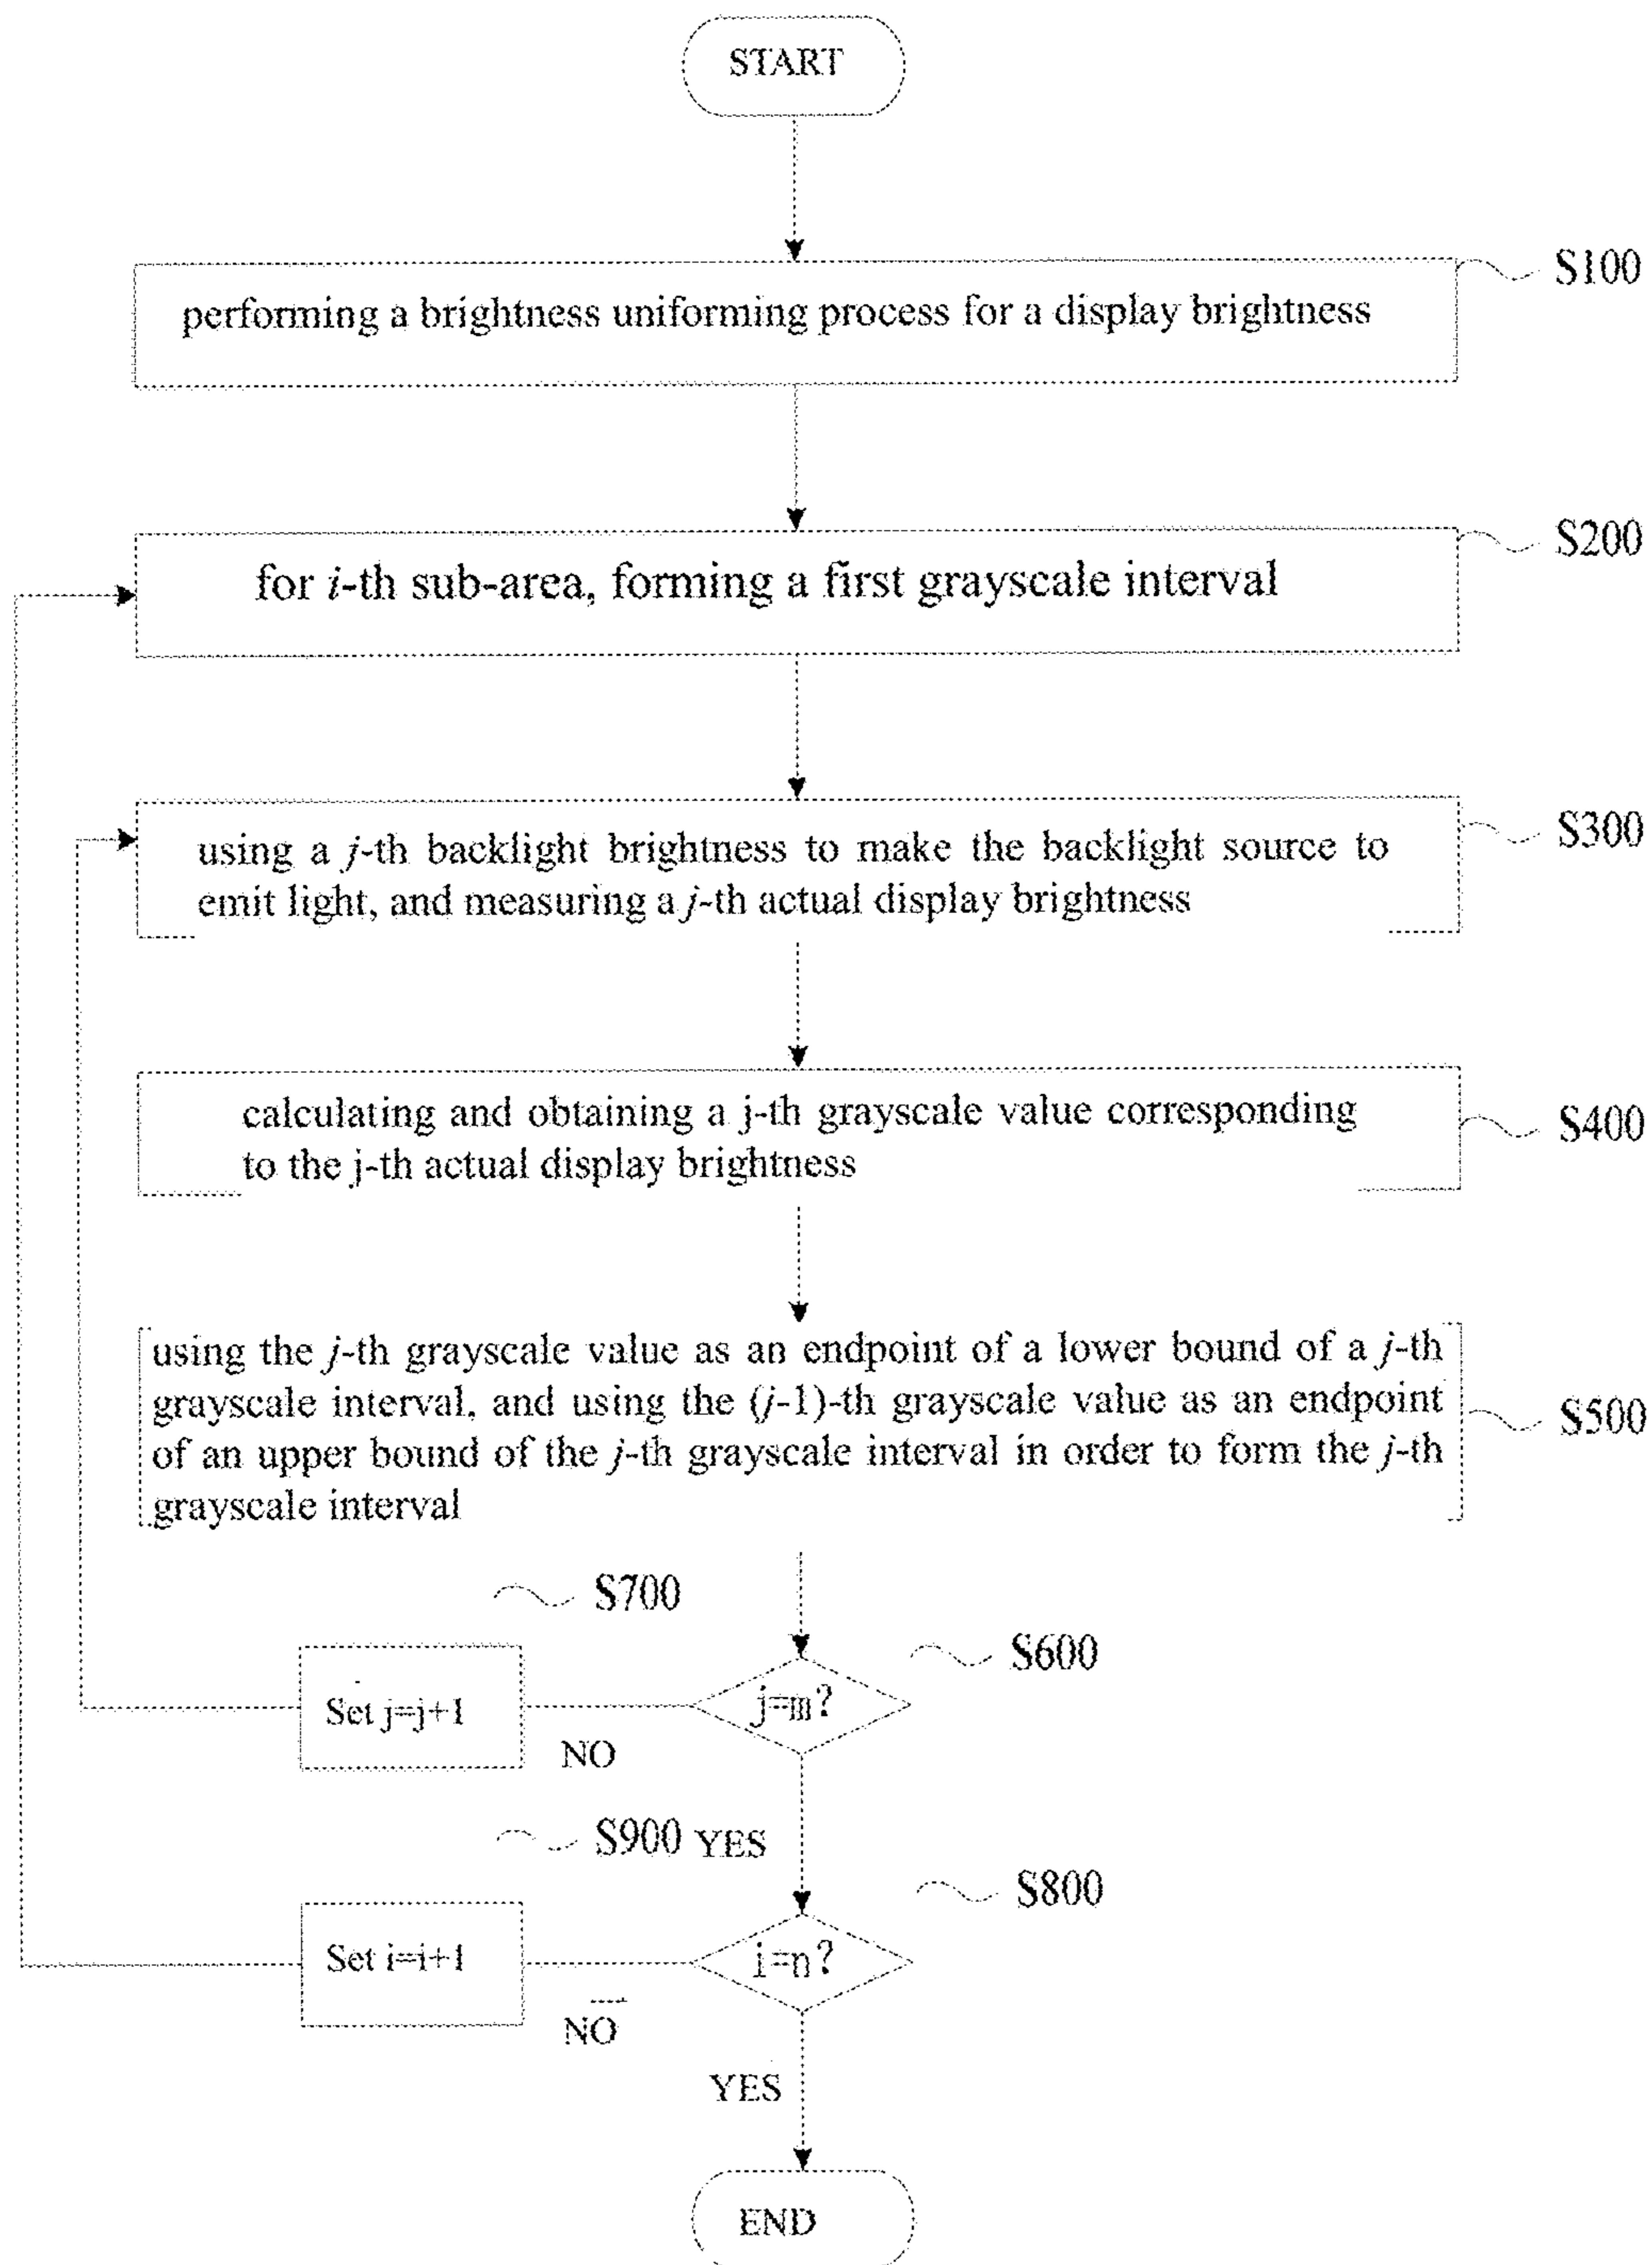 START
S100
performing a brightness uniforming process for a display brightness
S200
for i-th sub-area, forming a first grayscale interval
S300
using a j-th backlight brightness to make the backlight source to
emit light, and measuring a j-th actual display brightness
S400
calculating and obtaining a j-th grayscale value corresponding
to the j-th actual display brightness
using the j-th grayscale value as an endpoint of a lower bound of a j-th
grayscale interval, and using the (j-1)-th grayscale value as an endpoint
of an upper bound of the j-th grayscale interval in order to form the j-th
grayscale interval
S500
S700
S600
Set j=j+1
j=m?
NO
S900
YES
S800
Set i=i+1
i=n?
NO
YES
END